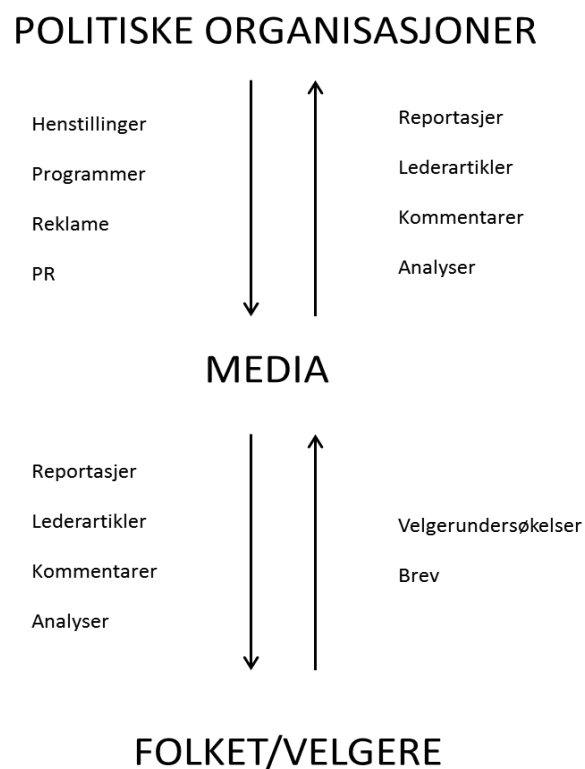 POLITISKE ORGANISASJONER
Henstillinger
Programmer
Reklame
PR
Reportasjer
Lederartikler
Kommentarer
Analyser
MEDIA
Reportasjer
Lederartikler
Kommentarer
Analyser
Velgerundersøkelser
Brev
FOLKET/VELGERE